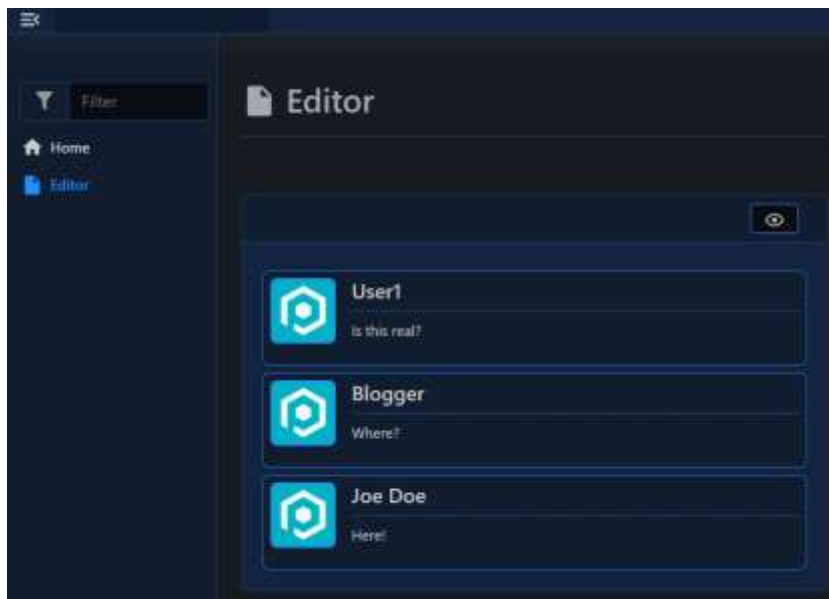 Filter
Editor
Home
Editor
User1
Is this real?
Blogger
Where?
Joe Doe
Here!